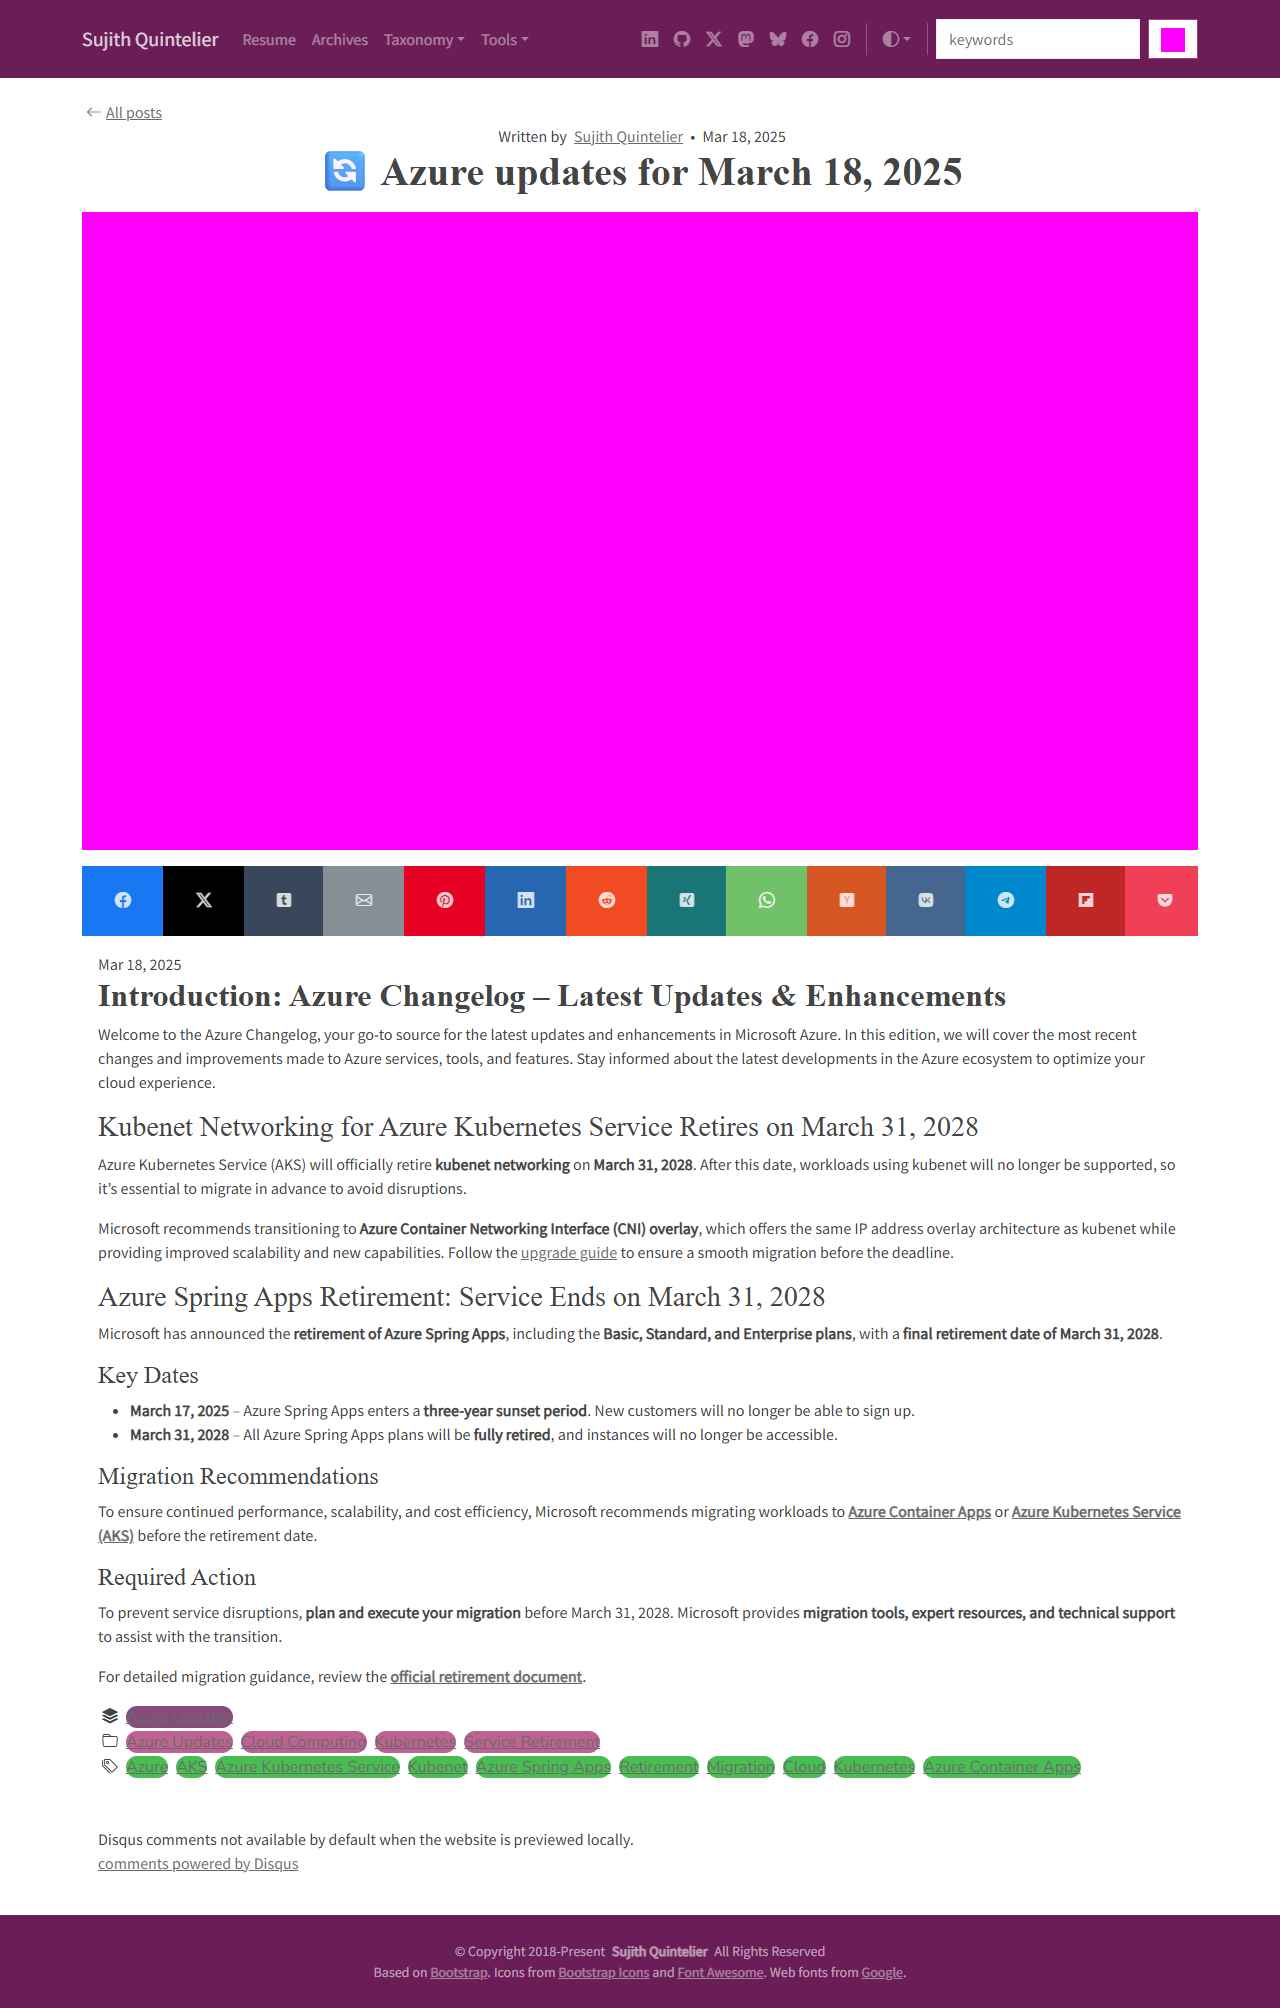 Sujith Quintelier Resume Archives Taxonomy Tools keywords
All posts
Written by Sujith Quintelier • Mar 18, 2025
Azure updates for March 18, 2025
Mar 18, 2025
Introduction: Azure Changelog – Latest Updates & Enhancements
Welcome to the Azure Changelog, your go-to source for the latest updates and enhancements in Microsoft Azure. In this edition, we will cover the most recent
changes and improvements made to Azure services, tools, and features. Stay informed about the latest developments in the Azure ecosystem to optimize your
cloud experience.
Kubenet Networking for Azure Kubernetes Service Retires on March 31, 2028
Azure Kubernetes Service (AKS) will officially retire kubenet networking on March 31, 2028. After this date, workloads using kubenet will no longer be supported, so
it’s essential to migrate in advance to avoid disruptions.
Microsoft recommends transitioning to Azure Container Networking Interface (CNI) overlay, which offers the same IP address overlay architecture as kubenet while
providing improved scalability and new capabilities. Follow the upgrade guide to ensure a smooth migration before the deadline.
Azure Spring Apps Retirement: Service Ends on March 31, 2028
Microsoft has announced the retirement of Azure Spring Apps, including the Basic, Standard, and Enterprise plans, with a final retirement date of March 31, 2028.
Key Dates
• March 17, 2025 – Azure Spring Apps enters a three-year sunset period. New customers will no longer be able to sign up.
• March 31, 2028 – All Azure Spring Apps plans will be fully retired, and instances will no longer be accessible.
Migration Recommendations
To ensure continued performance, scalability, and cost efficiency, Microsoft recommends migrating workloads to Azure Container Apps or Azure Kubernetes Service
(AKS) before the retirement date.
Required Action
To prevent service disruptions, plan and execute your migration before March 31, 2028. Microsoft provides migration tools, expert resources, and technical support
to assist with the transition.
For detailed migration guidance, review the official retirement document.
Azure Updates
Azure Updates Cloud Computing Kubernetes Service Retirement
Azure AKS Azure Kubernetes Service Kubenet Azure Spring Apps Retirement Migration Cloud Kubernetes Azure Container Apps
Disqus comments not available by default when the website is previewed locally.
comments powered by Disqus
© Copyright 2018-Present Sujith Quintelier All Rights Reserved
Based on Bootstrap. Icons from Bootstrap Icons and Font Awesome. Web fonts from Google.